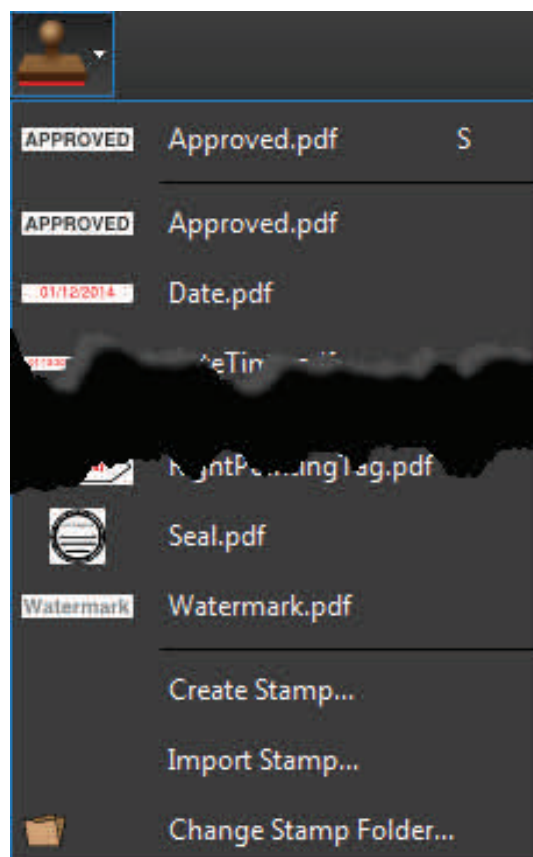 APPROVED Approved.pdf S
APPROVED Approved.pdf
01/12/2014 Date.pdf
Seal.pdf
Watermark Watermark.pdf
Create Stamp...
Import Stamp...
Change Stamp Folder...